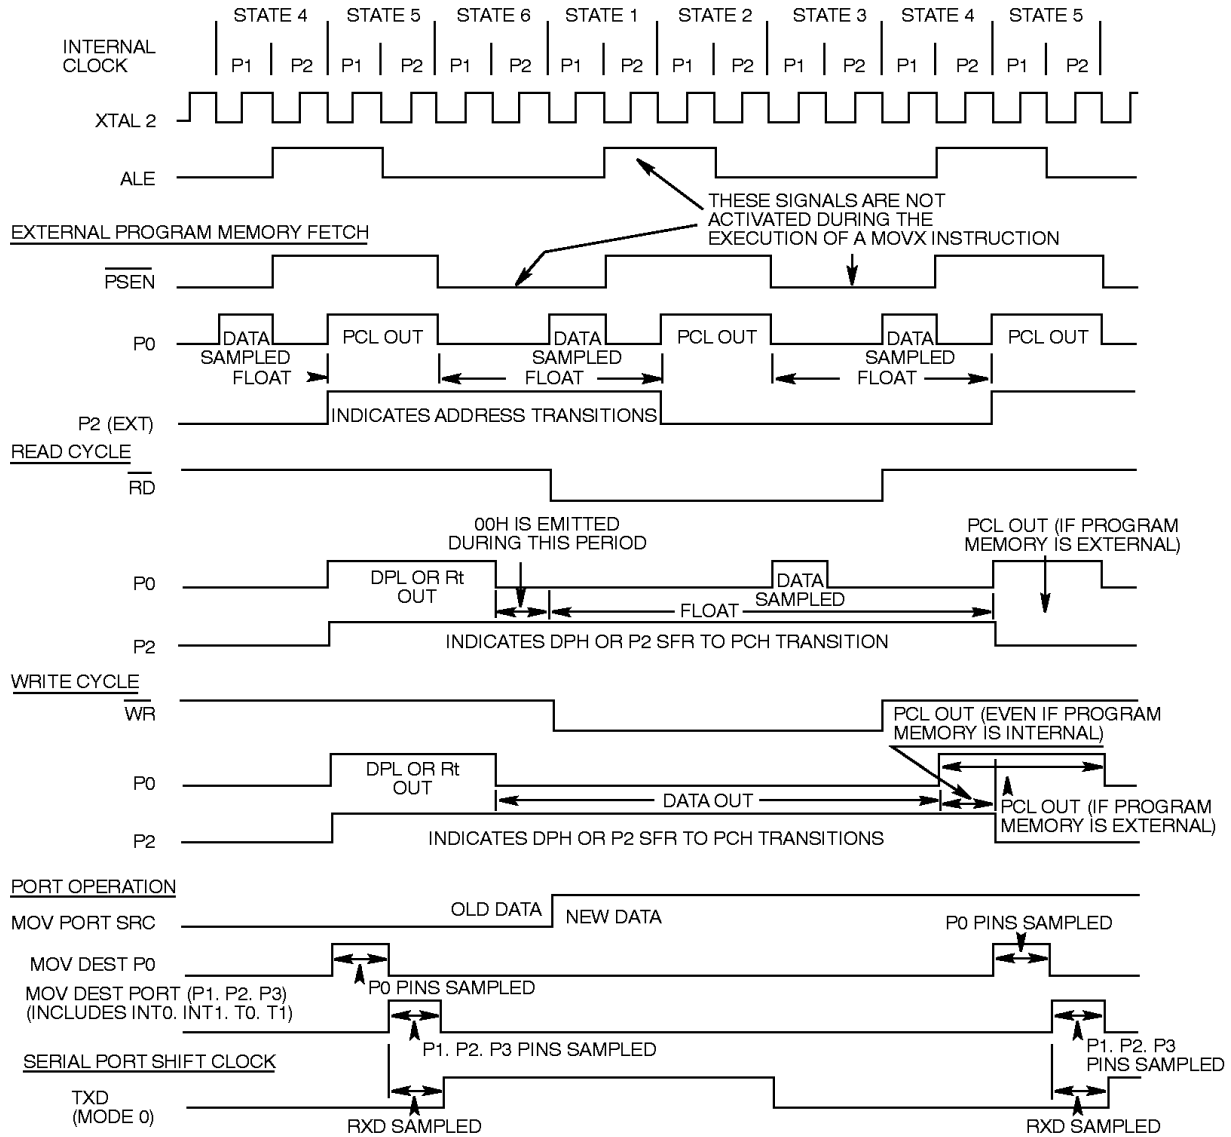 STATE 4 STATE 5 STATE 6 STATE 1 STATE 2 STATE 3 STATE 4 STATE 5
INTERNAL
CLOCK
P1 P2 P1 P2 P1 P2 P1 P2 P1 P2 P1 P2 P1 P2 P1 P2
XTAL 2
ALE
THESE SIGNALS ARE NOT
ACTIVATED DURING THE
EXECUTION OF A MOVX INSTRUCTION
EXTERNAL PROGRAM MEMORY FETCH
PSEN
P0
DATA PCL OUT DATA PCL OUT DATA PCL OUT
SAMPLED SAMPLED SAMPLED
FLOAT FLOAT FLOAT
P2 (EXT)
INDICATES ADDRESS TRANSITIONS
READ CYCLE
RD
00H IS EMITTED
DURING THIS PERIOD
PCL OUT (IF PROGRAM
MEMORY IS EXTERNAL)
P0
DPL OR Rt
OUT
DATA
SAMPLED
FLOAT
P2
INDICATES DPH OR P2 SFR TO PCH TRANSITION
WRITE CYCLE
WR
PCL OUT (EVEN IF PROGRAM
MEMORY IS INTERNAL)
P0
DPL OR Rt
OUT
DATA OUT
PCL OUT (IF PROGRAM
MEMORY IS EXTERNAL)
P2
INDICATES DPH OR P2 SFR TO PCH TRANSITIONS
PORT OPERATION
MOV PORT SRC
OLD DATA NEW DATA
P0 PINS SAMPLED
MOV DEST P0
P0 PINS SAMPLED
MOV DEST PORT (P1. P2. P3)
(INCLUDES INT0. INT1. T0. T1)
P1. P2. P3 PINS SAMPLED
P1. P2. P3
PINS SAMPLED
SERIAL PORT SHIFT CLOCK
TXD
(MODE 0)
RXD SAMPLED RXD SAMPLED